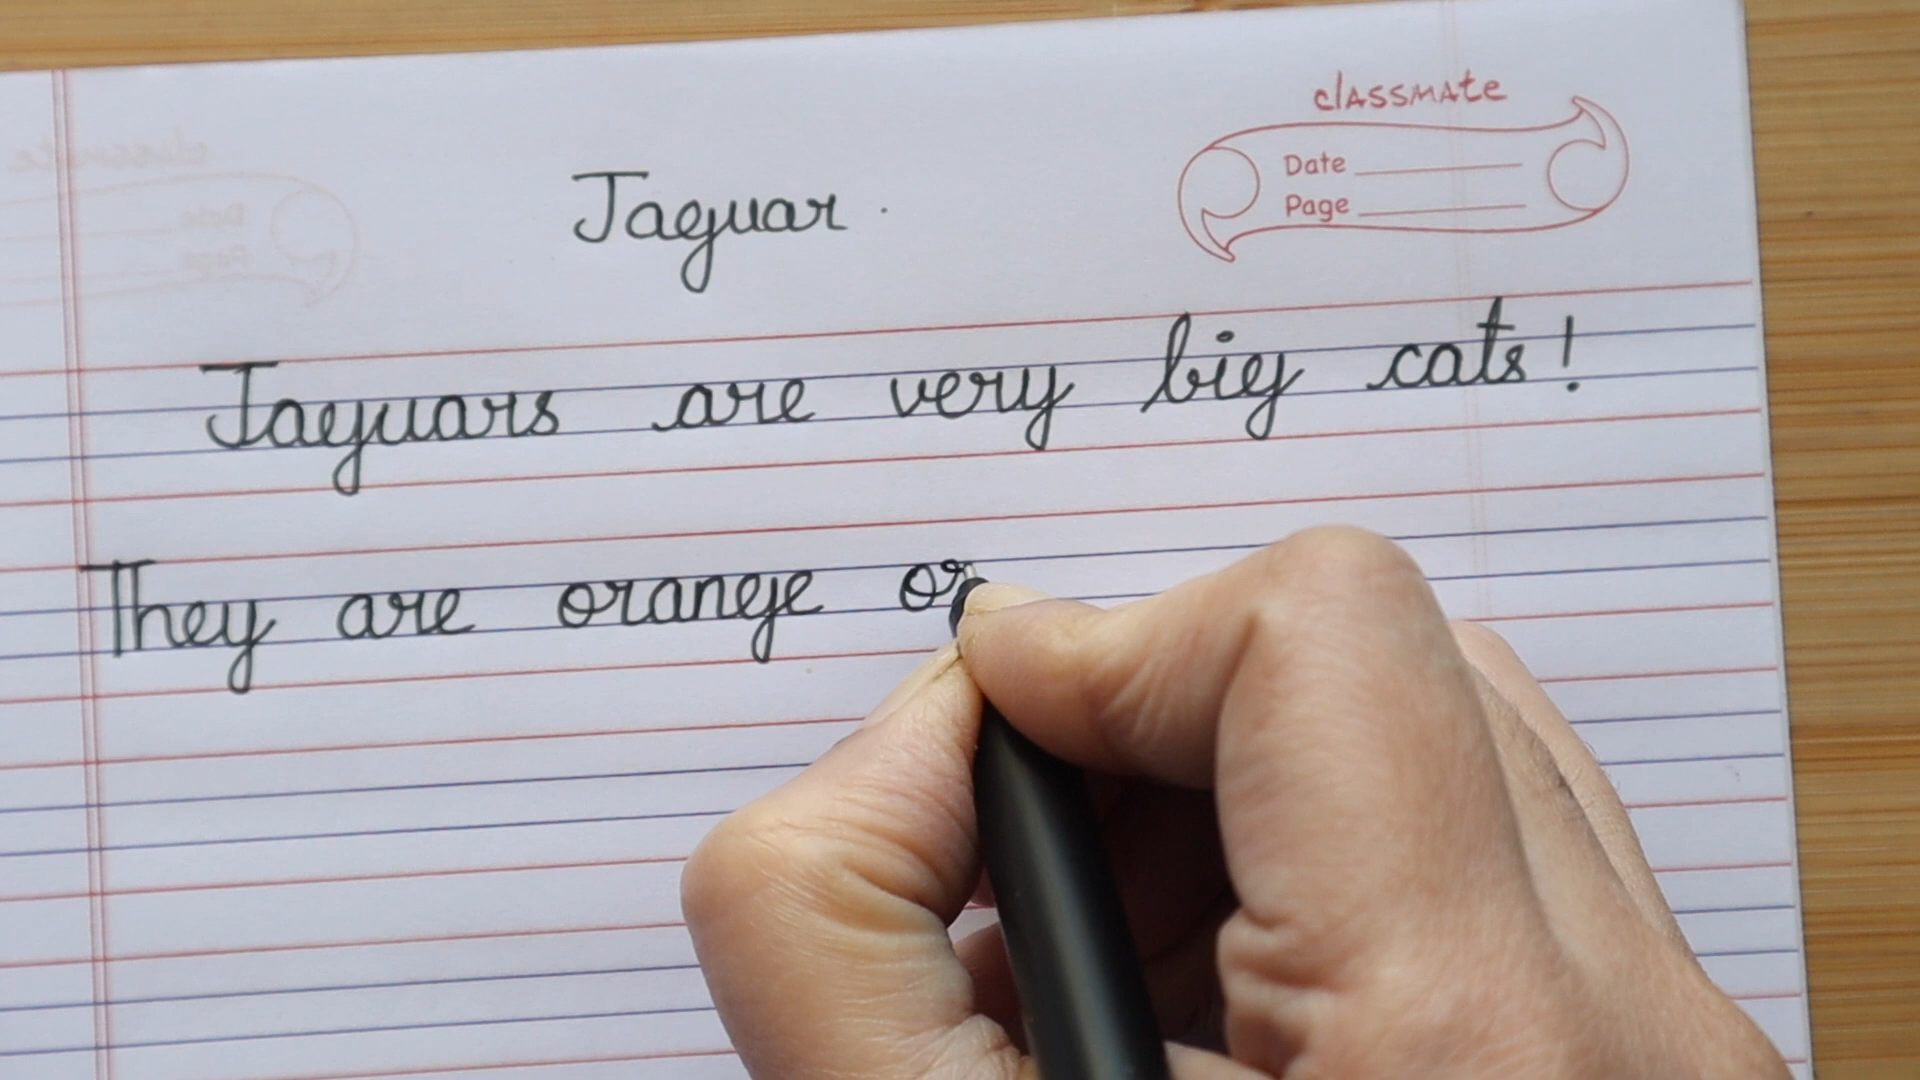 classmate
Date
Page
Jaguar.
Jaguars are very big cats!
They are orange or